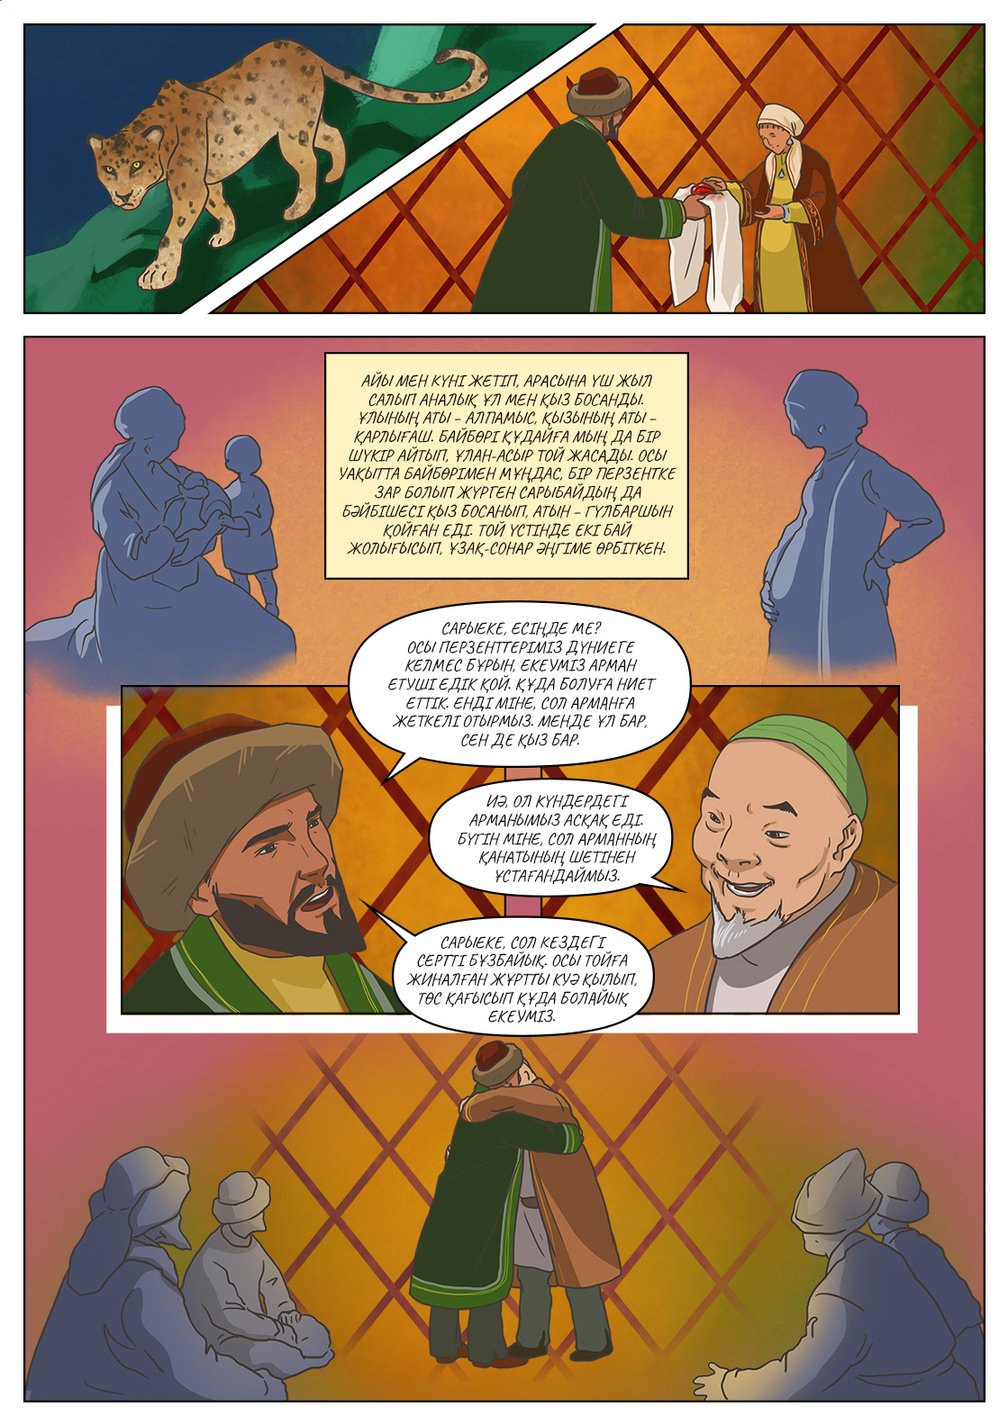 АЙЫ МЕН КҮНІ ЖЕТІП, АРАСЫНА ҮШ ЖЫЛ
САЛЫП АНАЛЫҚ ҰЛ МЕН ҚЫЗ БОСАНДЫ.
ҰЛЫНЫҢ АТЫ – АЛПАМЫС, ҚЫЗЫНЫҢ АТЫ –
ҚАРЛЫҒАШ. БАЙБӨРІ ҚҰДАЙҒА МЫҢ ДА БІР
ШҮКІР АЙТЫП, ҰЛАН-АСЫР ТОЙ ЖАСАДЫ. ОСЫ
УАҚЫТТА БАЙБӨРІМЕН МҰҢДАС, БІР ПЕРЗЕНТКЕ
ЗАР БОЛЫП ЖҮРГЕН САРЫБАЙДЫҢ ДА
БӘЙБІШЕСІ ҚЫЗ БОСАНЫП, АТЫН – ГҮЛБАРШЫН
ҚОЙҒАН ЕДІ. ТОЙ ҮСТІНДЕ ЕКІ БАЙ
ЖОЛЫҒЫСЫП, ҰЗАҚ-СОНАР ӘҢГІМЕ ӨРБІТКЕН.
САРЫЕКЕ, ЕСІҢДЕ МЕ?
ОСЫ ПЕРЗЕНТТЕРІМІЗ ДҮНИЕГЕ
КЕЛМЕС БҰРЫН, ЕКЕУМІЗ АРМАН
ЕТУШІ ЕДІК ҚОЙ. ҚҰДА БОЛУҒА НИЕТ
ЕТТІК. ЕНДІ МІНЕ, СОЛ АРМАНҒА
ЖЕТКЕЛІ ОТЫРМЫЗ. МЕНДЕ ҰЛ БАР,
СЕН ДЕ ҚЫЗ БАР.
ИӘ, ОЛ КҮНДЕРДЕГІ
АРМАНЫМЫЗ АСҚАҚ ЕДІ.
БҮГІН МІНЕ, СОЛ АРМАННЫҢ
ҚАНАТЫНЫҢ ШЕТІНЕН
ҰСТАҒАНДАЙМЫЗ.
САРЫЕКЕ, СОЛ КЕЗДЕГІ
СЕРТТІ БҰЗБАЙЫҚ. ОСЫ ТОЙҒА
ЖИНАЛҒАН ЖҰРТТЫ КУӘ ҚЫЛЫП,
ТӨС ҚАҒЫСЫП ҚҰДА БОЛАЙЫҚ
ЕКЕУМІЗ.